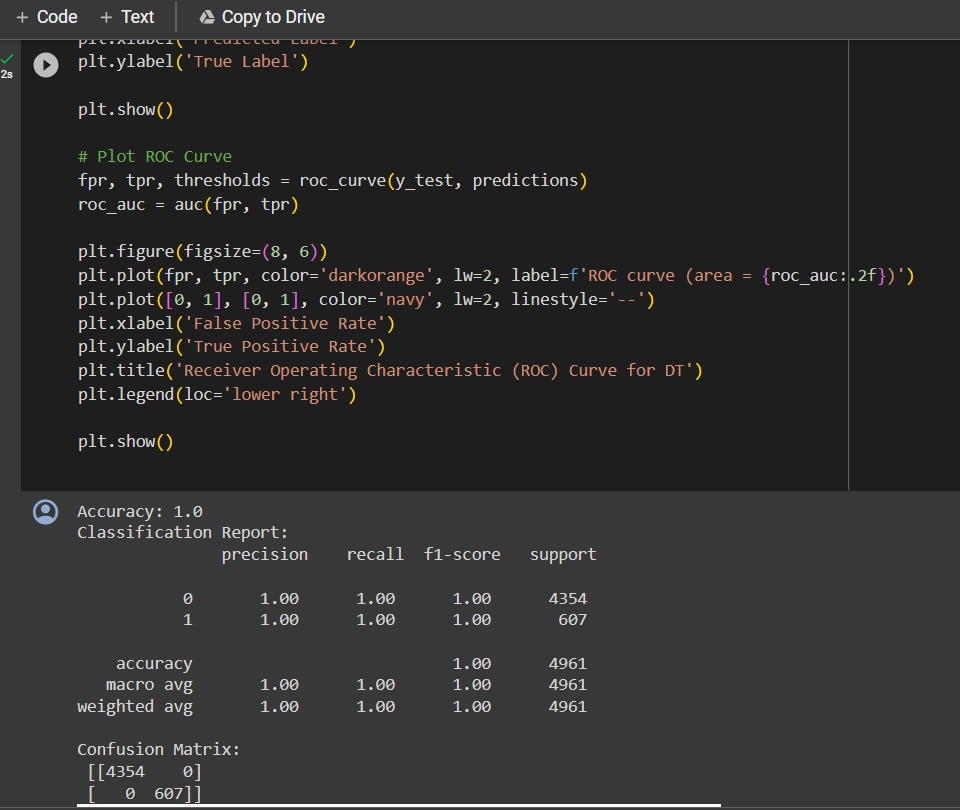 + Code + Text Copy to Drive
plt.xlabel('Predicted Label')
plt.ylabel('True Label')
2s
plt.show()
# Plot ROC Curve
fpr, tpr, thresholds = roc_curve(y_test, predictions)
roc_auc = auc(fpr, tpr)
plt.figure(figsize=(8, 6))
plt.plot(fpr, tpr, color='darkorange', lw=2, label=f'ROC curve (area = {roc_auc:.2f})')
plt.plot([0, 1], [0, 1], color='navy', lw=2, linestyle='--')
plt.xlabel('False Positive Rate')
plt.ylabel('True Positive Rate')
plt.title('Receiver Operating Characteristic (ROC) Curve for DT')
plt.legend(loc='lower right')
plt.show()
Accuracy: 1.0
Classification Report:
precision recall f1-score support
0 1.00 1.00 1.00 4354
1 1.00 1.00 1.00 607
accuracy 1.00 4961
macro avg 1.00 1.00 1.00 4961
weighted avg 1.00 1.00 1.00 4961
Confusion Matrix:
[[4354 0]
[ 0 607]]